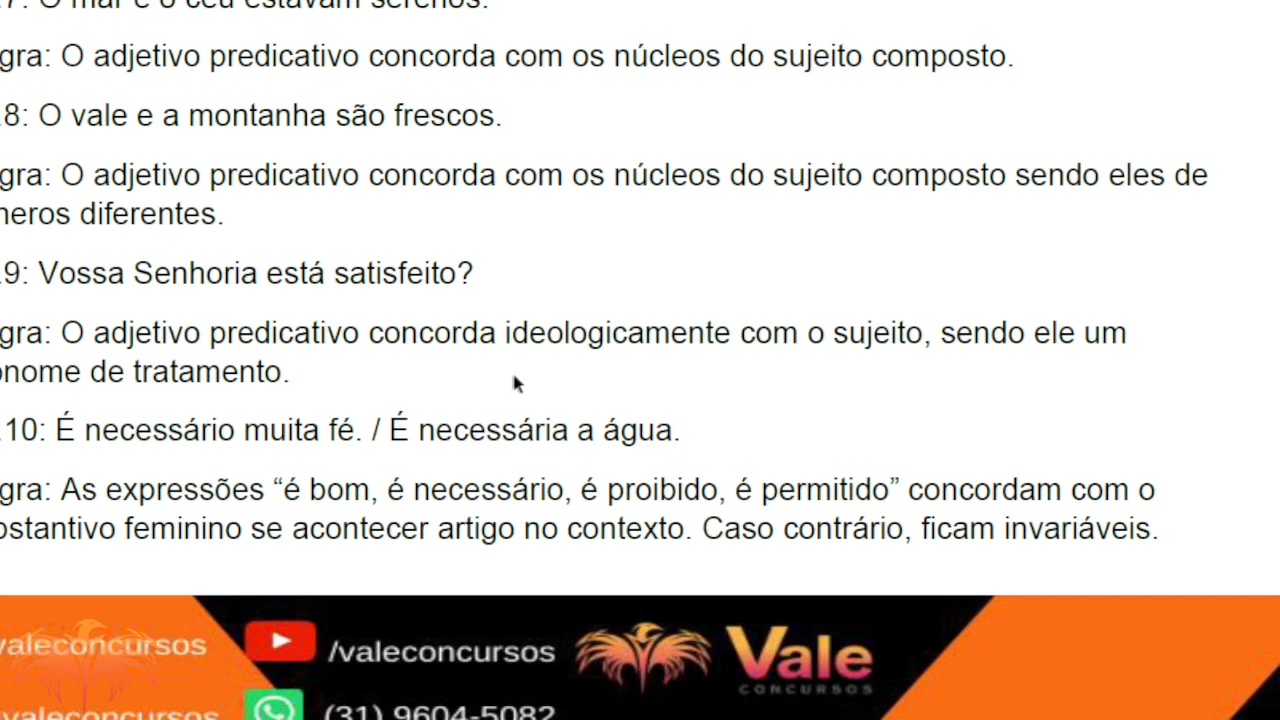 7: O mar e o céu estavam serenos.
gra: O adjetivo predicativo concorda com os núcleos do sujeito composto.
.8: O vale e a montanha são frescos.
gra: O adjetivo predicativo concorda com os núcleos do sujeito composto sendo eles de
neros diferentes.
.9: Vossa Senhoria está satisfeito?
gra: O adjetivo predicativo concorda ideologicamente com o sujeito, sendo ele um
onome de tratamento.
.10: É necessário muita fé. / É necessária a água.
gra: As expressões “é bom, é necessário, é proibido, é permitido” concordam com o
bstantivo feminino se acontecer artigo no contexto. Caso contrário, ficam invariáveis.
valeconcursos
/valeconcursos
Vale
CONCURSOS
valeconcursos
(31) 9604-5082